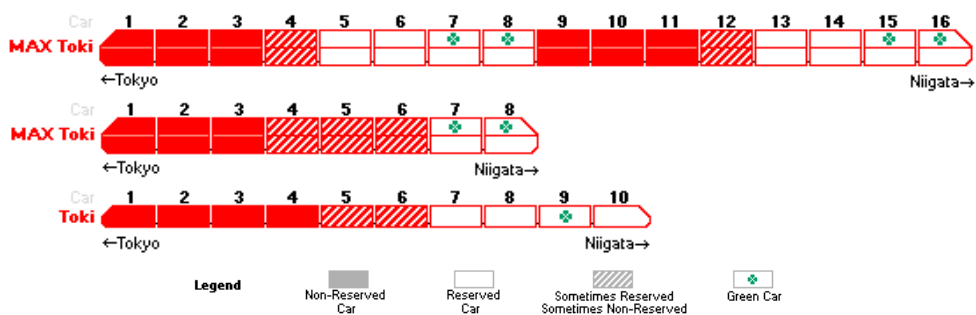 Car 1 2 3 4 5 6 7 8 9 10 11 12 13 14 15 16
MAX Toki
←Tokyo Niigata→
Car 1 2 3 4 5 6 7 8
MAX Toki
←Tokyo Niigata→
Car 1 2 3 4 5 6 7 8 9 10
Toki
←Tokyo Niigata→
Legend
Non-Reserved
Car
Reserved
Car
Sometimes Reserved
Sometimes Non-Reserved
Green Car